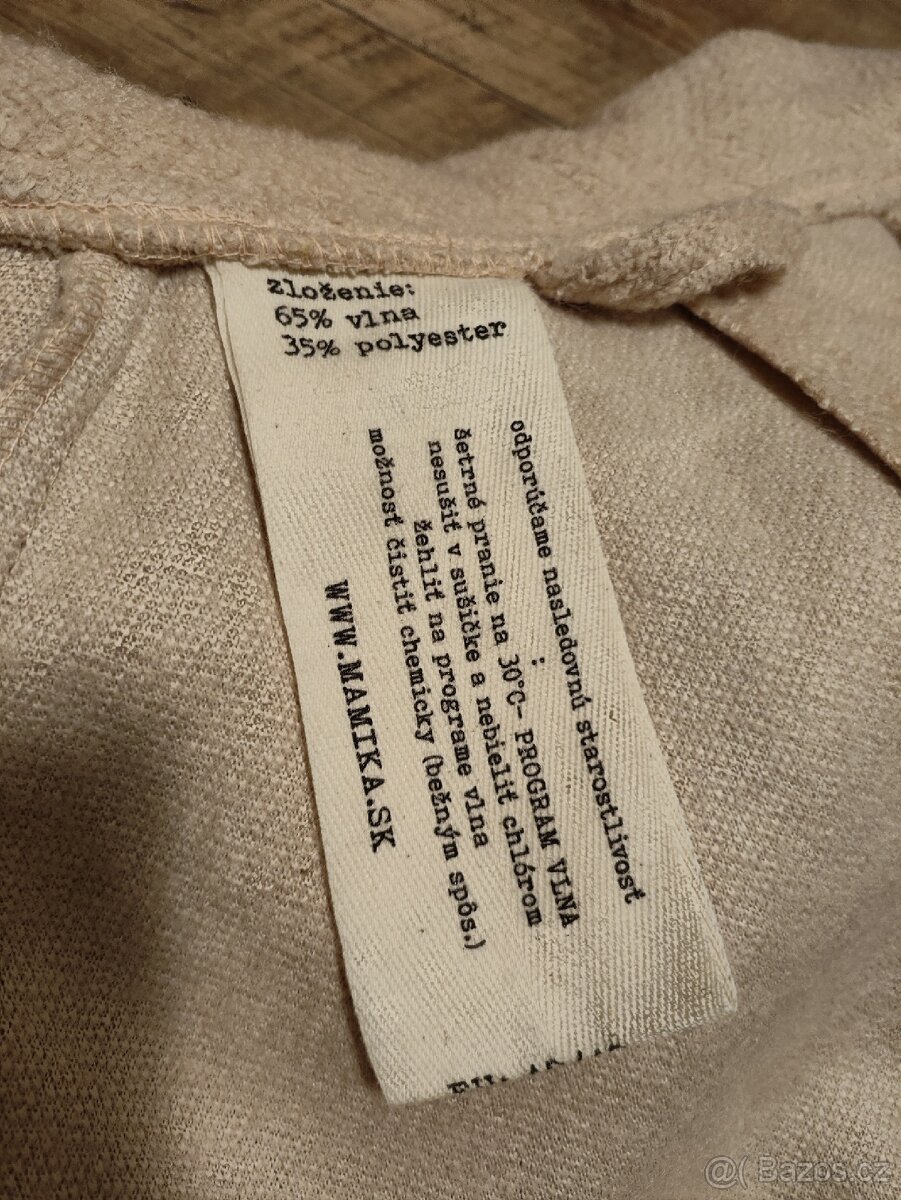 zloženie:
65% vlna
35% polyester
odporúčame nasledovnú starostlivosť
:
šetrné pranie na 30°C- PROGRAM VLNA
nesušiť v sušičke a nebieliť chlórom
žehliť na programe vlna
možnosť čistiť chemicky (bežným spôs.)
WWW.MAMIKA.SK
@( Bazos.cz